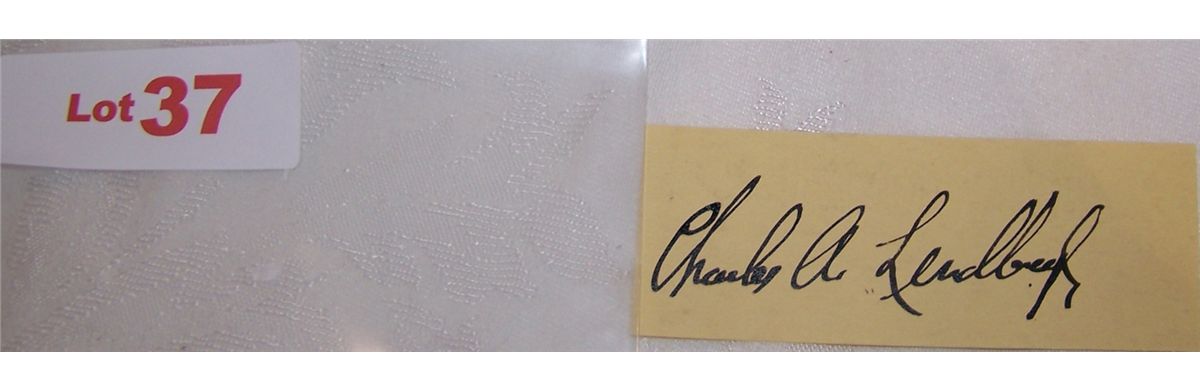 Lot 37
Charles A. Lindbergh